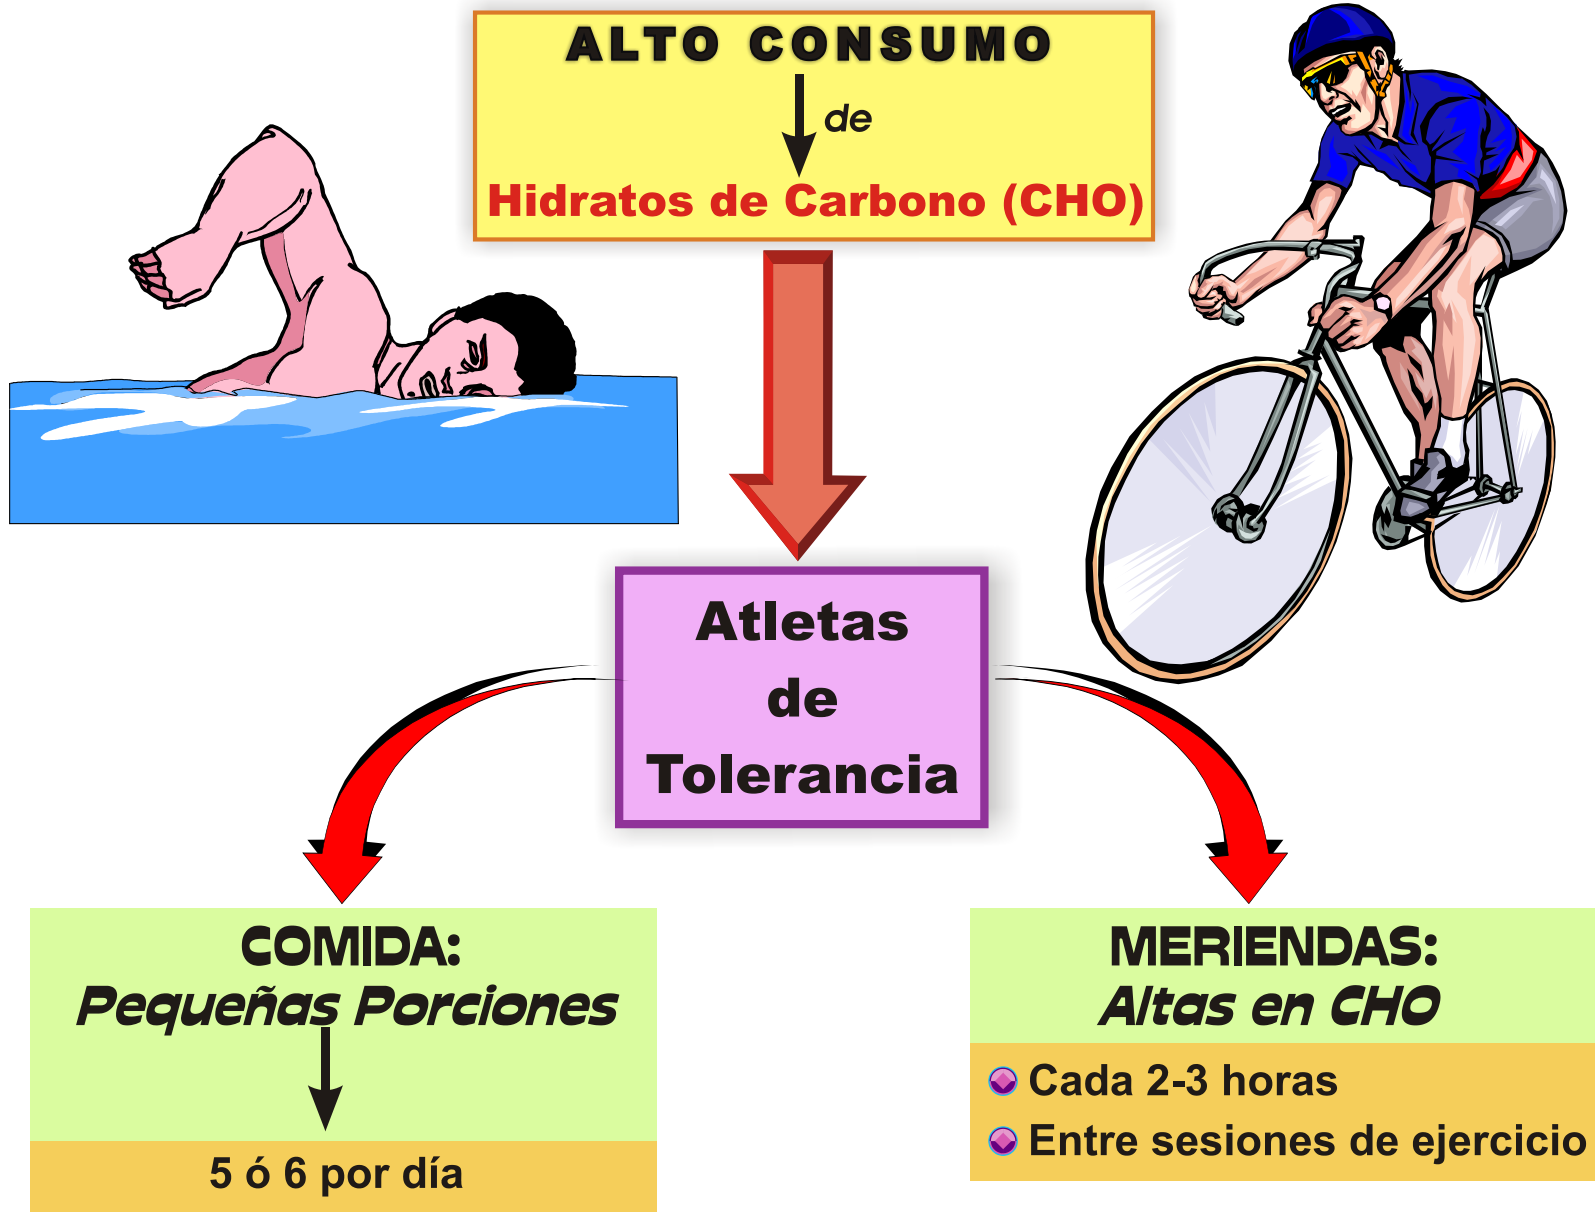 ALTO CONSUMO
de
Hidratos de Carbono (CHO)
Atletas
de
Tolerancia
COMIDA:
Pequeñas Porciones
5 ó 6 por día
MERIENDAS:
Altas en CHO
Cada 2-3 horas
Entre sesiones de ejercicio